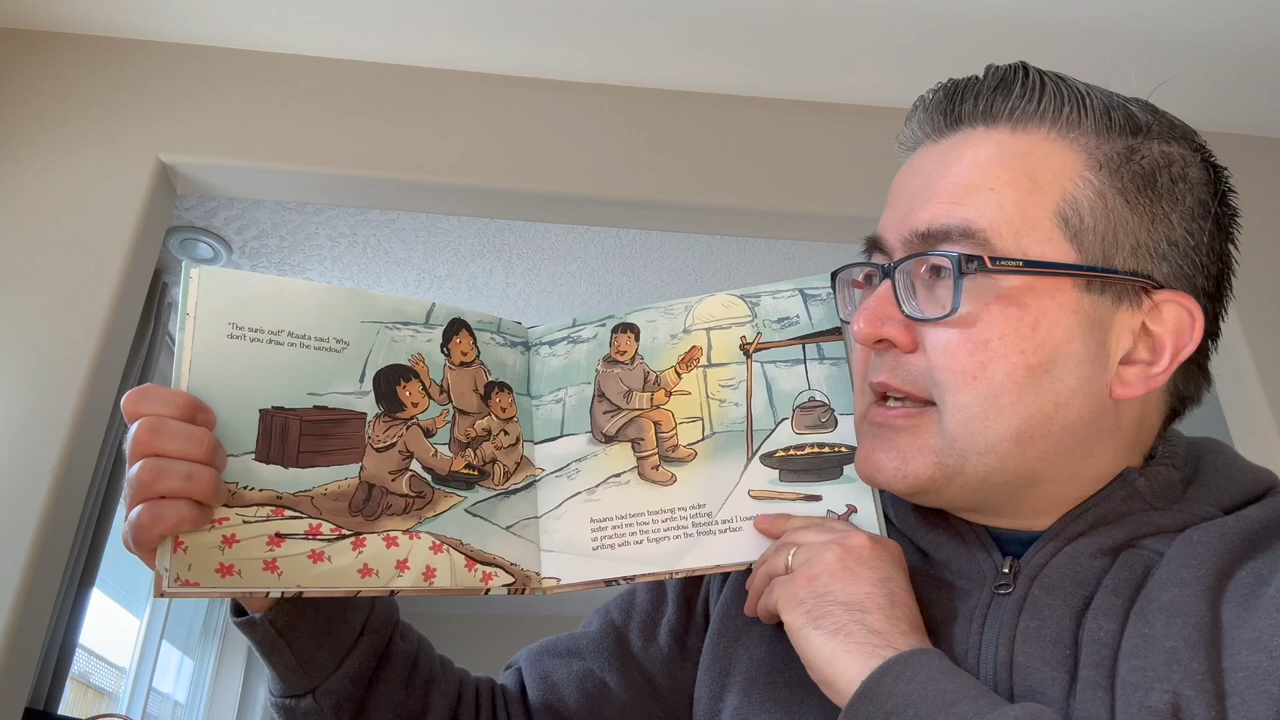 "The sun's out!" Ataata said. "Why
don't you draw on the window?"
Anaana had been teaching my older
sister and me how to write by letting
us practise on the ice window. Rebecca and I loved
writing with our fingers on the frosty surface.
LACOSTE